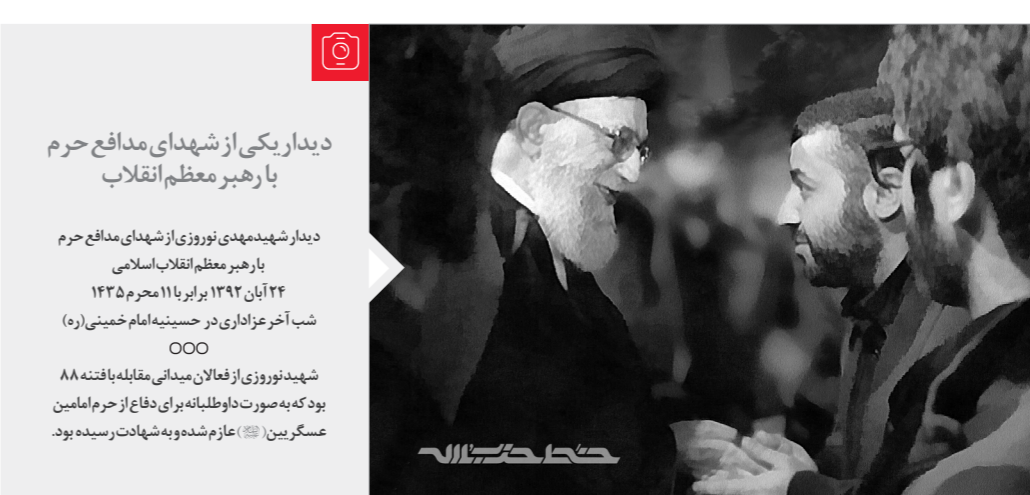 دیدار یکی از شهدای مدافع حرم
با رهبر معظم انقلاب
دیدار شهید مهدی نوروزی از شهدای مدافع حرم
با رهبر معظم انقلاب اسلامی
۲۴ آبان ۱۳۹۲ برابر با ۱۱ محرم ۱۴۳۵
شب آخر عزاداری در حسینیه امام خمینی(ره)
○○○
شهید نوروزی از فعالان میدانی مقابله با فتنه ۸۸
بود که به صورت داوطلبانه برای دفاع از حرم امامین
عسگریین() عازم شده و به شهادت رسیده بود.
خط حزب‌الله